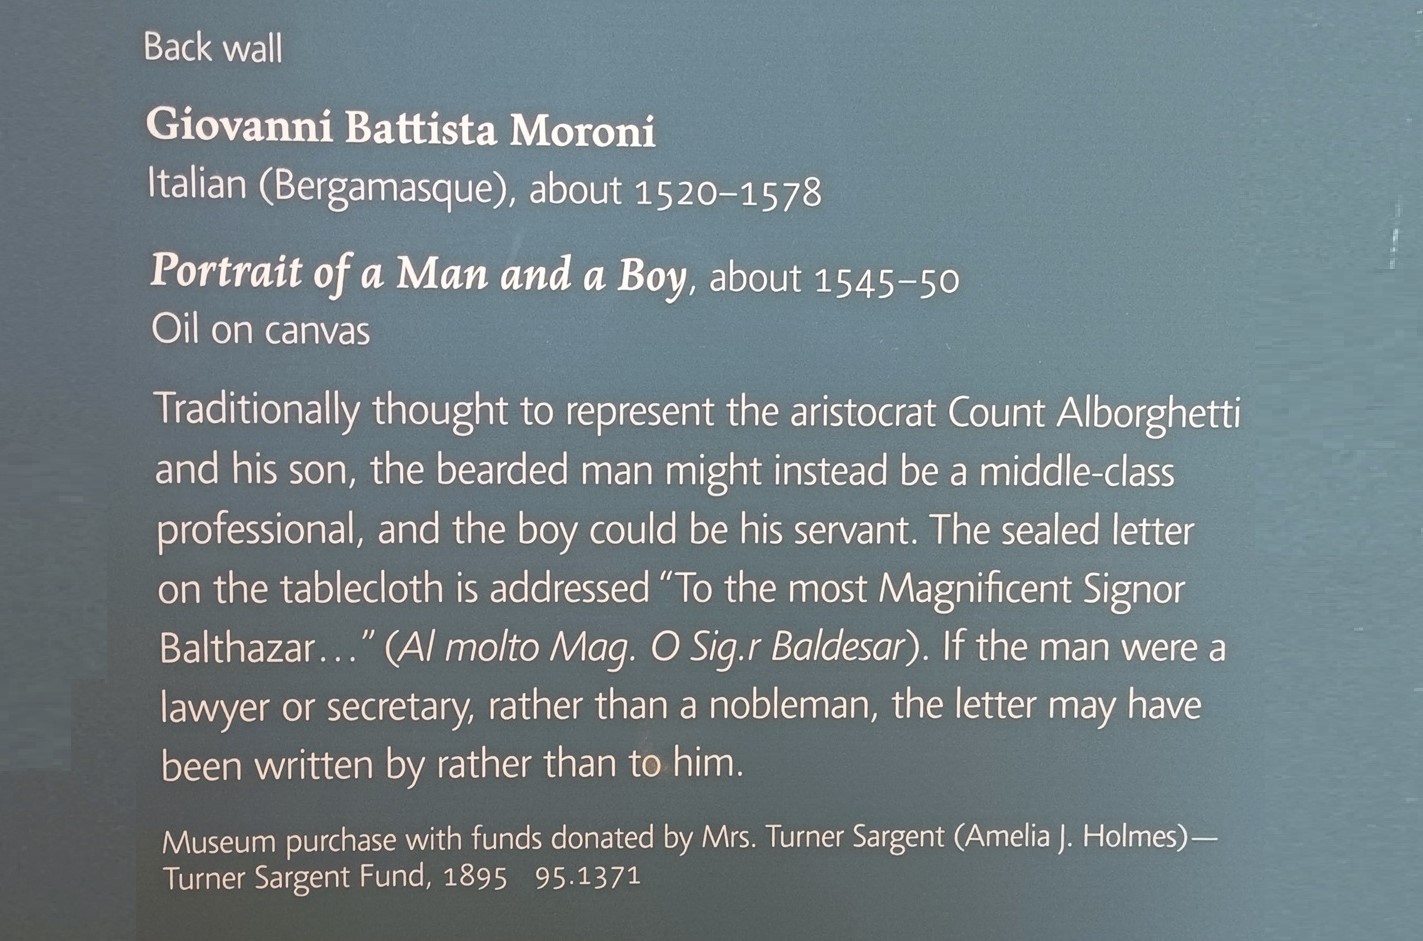 Back wall
Giovanni Battista Moroni
Italian (Bergamasque), about 1520–1578
Portrait of a Man and a Boy, about 1545–50
Oil on canvas
Traditionally thought to represent the aristocrat Count Alborghetti
and his son, the bearded man might instead be a middle-class
professional, and the boy could be his servant. The sealed letter
on the tablecloth is addressed “To the most Magnificent Signor
Balthazar…” (Al molto Mag. O Sig.r Baldesar). If the man were a
lawyer or secretary, rather than a nobleman, the letter may have
been written by rather than to him.
Museum purchase with funds donated by Mrs. Turner Sargent (Amelia J. Holmes)—
Turner Sargent Fund, 1895 95.1371